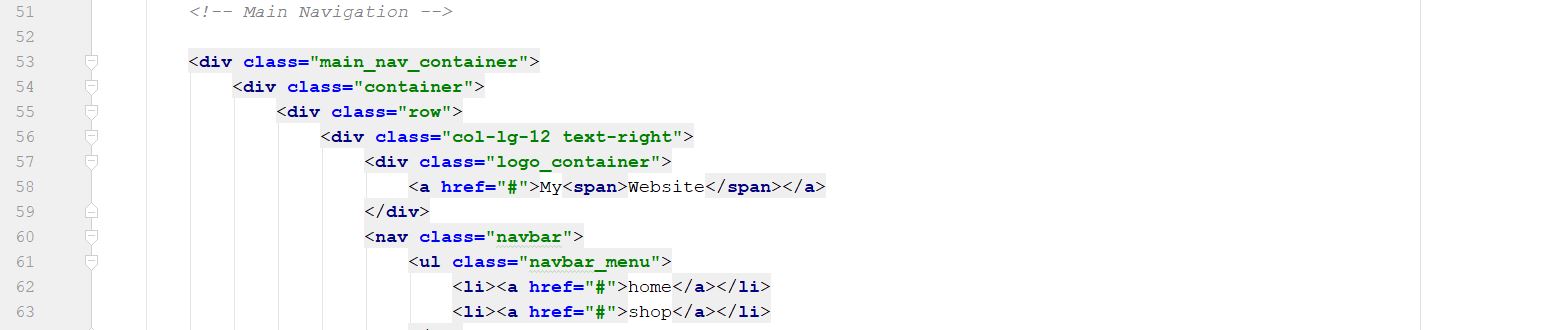 51 <!-- Main Navigation -->
52
53 <div class="main_nav_container">
54 <div class="container">
55 <div class="row">
56 <div class="col-lg-12 text-right">
57 <div class="logo_container">
58 <a href="#">My<span>Website</span></a>
59 </div>
60 <nav class="navbar">
61 <ul class="navbar_menu">
62 <li><a href="#">home</a></li>
63 <li><a href="#">shop</a></li>